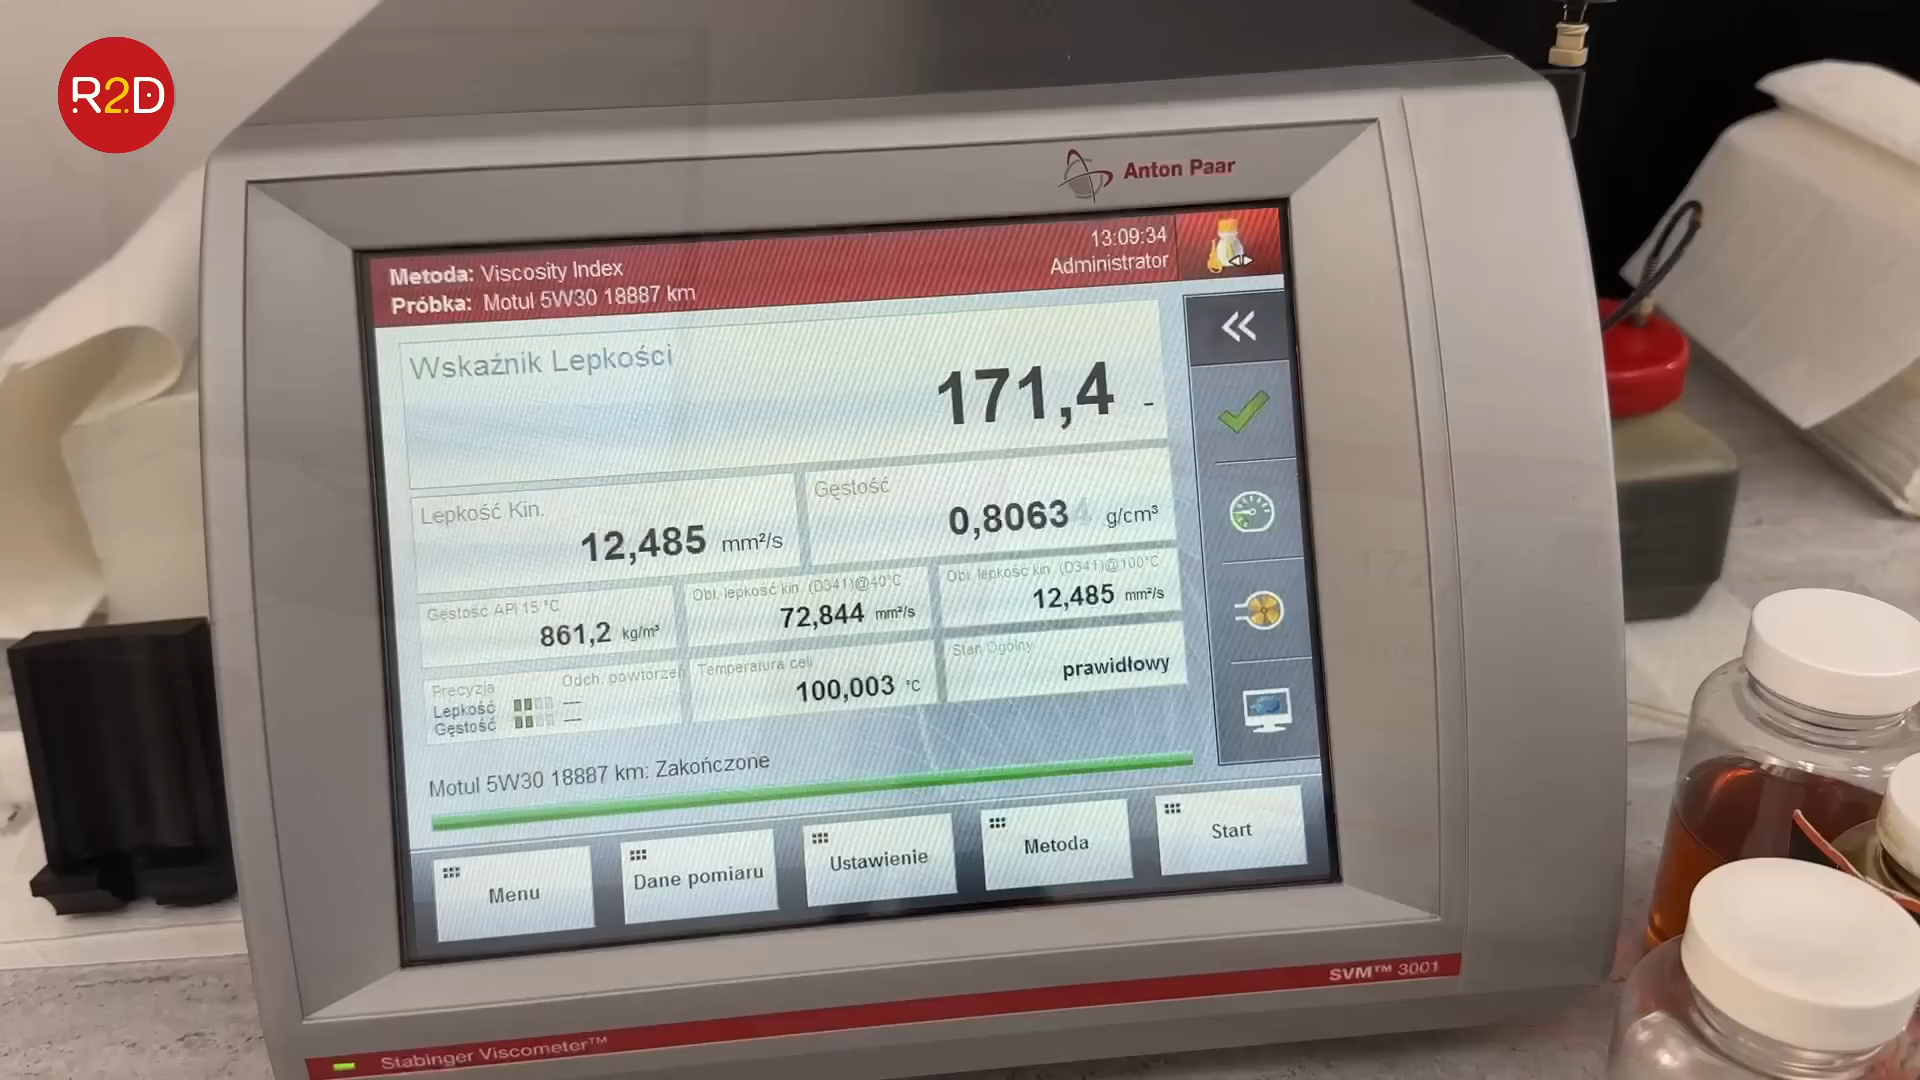 R2D
Anton Paar
13:09:34
Administrator
Metoda: Viscosity Index
Próbka: Motul 5W30 18887 km
Wskaźnik Lepkości
171,4 -
Lepkość Kin.
12,485 mm²/s
Gęstość
0,8063 g/cm³
Gęstość API 15 °C
861,2 kg/m³
Obl. lepkość kin. (D341)@40°C
72,844 mm²/s
Obl. lepkość kin. (D341)@100°C
12,485 mm²/s
Precyzja Odch. powtórzeń
Lepkość ---
Gęstość ---
Temperatura celi
100,003 °C
Stan Ogólny
prawidłowy
Motul 5W30 18887 km: Zakończone
Menu
Dane pomiaru
Ustawienie
Metoda
Start
SVM™ 3001
Stabinger Viscometer™